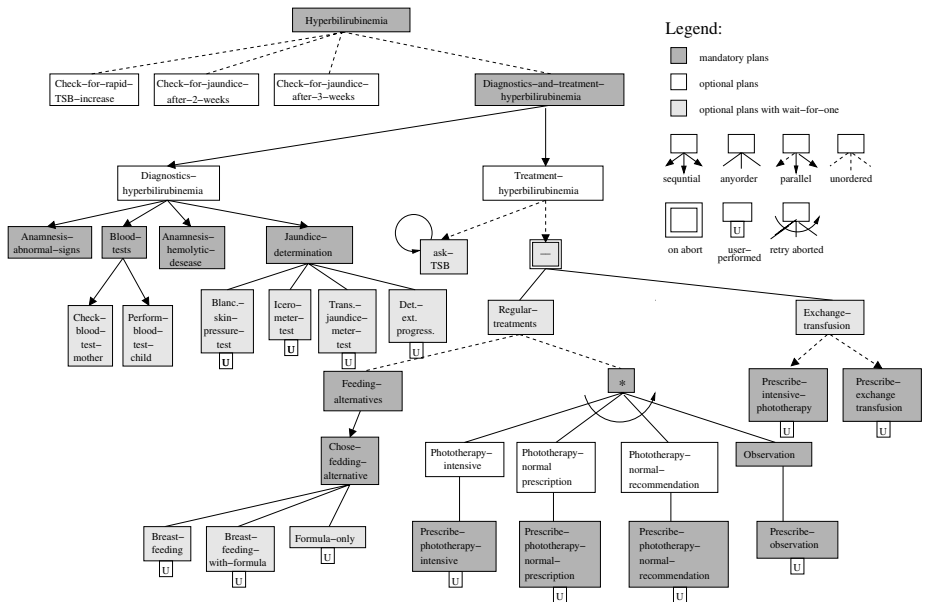 Hyperbilirubinemia
Legend:
mandatory plans
optional plans
optional plans with wait−for−one
Check−for−rapid−
TSB−increase
Check−for−jaundice−
after−2−weeks
Check−for−jaundice−
after−3−weeks
Diagnostics−and−treatment−
hyperbilirubinemia
sequntial
anyorder
parallel
unordered
U
on abort
user−
performed
retry aborted
Diagnostics−
hyperbilirubinemia
Treatment−
hyperbilirubinemia
Anamnesis−
abnormal−signs
Blood−
tests
Anamnesis−
hemolytic−
desease
Jaundice−
determination
ask−
TSB
—
Check−
blood−
test−
mother
Perform−
blood−
test−
child
Blanc.−
skin−
pressure−
test
U
Icero−
meter−
test
U
Trans.−
jaundice−
meter−
test
U
Det.−
ext.
progress.
U
Regular−
treatments
Exchange−
transfusion
Feeding−
alternatives
*
Prescribe−
intensive−
phototherapy
U
Prescribe−
exchange
transfusion
U
Chose−
fedding−
alternative
Phototherapy−
intensive
Phototherapy−
normal
prescription
Phototherapy−
normal−
recommendation
Observation
Breast−
feeding
U
Breast−
feeding−
with−formula
U
Formula−only
U
Prescribe−
phototherapy−
intensive
U
Prescribe−
phototherapy−
normal−
prescription
U
Prescribe−
phototherapy−
normal−
recommendation
U
Prescribe−
observation
U